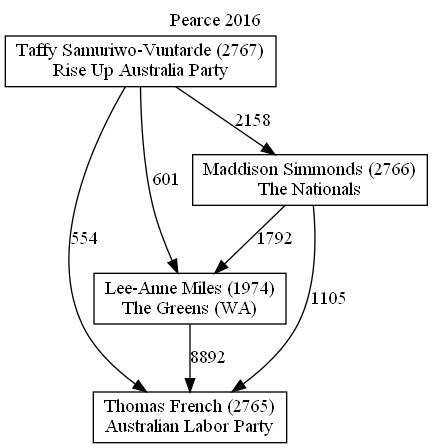 Pearce 2016
Taffy Samuriwo-Vuntarde (2767)
Rise Up Australia Party
2158
Maddison Simmonds (2766)
The Nationals
601
554
1792
Lee-Anne Miles (1974)
The Greens (WA)
1105
8892
Thomas French (2765)
Australian Labor Party